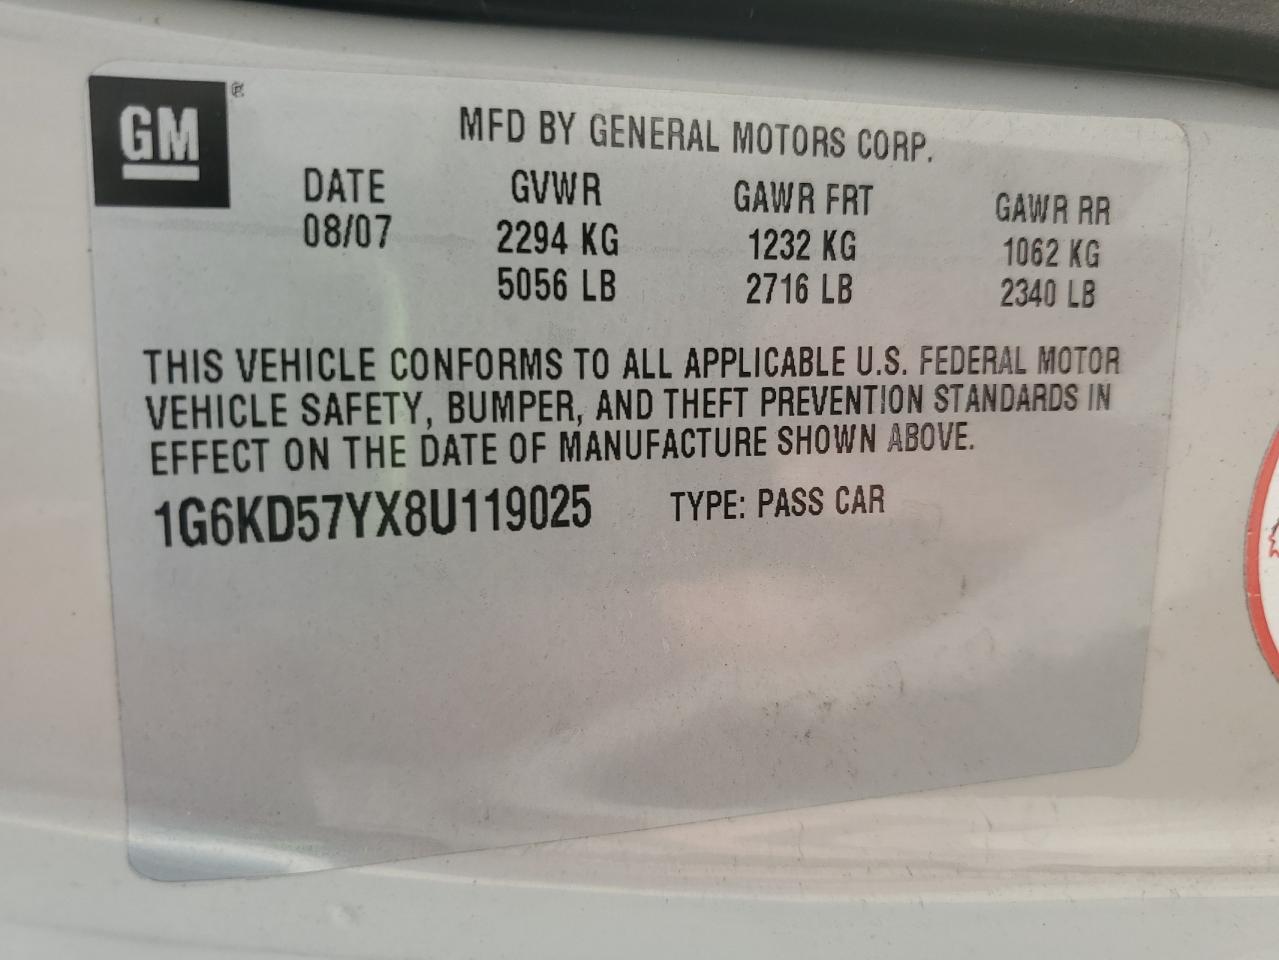 GM ®
MFD BY GENERAL MOTORS CORP.
DATE GVWR GAWR FRT GAWR RR
08/07 2294 KG 1232 KG 1062 KG
5056 LB 2716 LB 2340 LB
THIS VEHICLE CONFORMS TO ALL APPLICABLE U.S. FEDERAL MOTOR
VEHICLE SAFETY, BUMPER, AND THEFT PREVENTION STANDARDS IN
EFFECT ON THE DATE OF MANUFACTURE SHOWN ABOVE.
1G6KD57YX8U119025 TYPE: PASS CAR